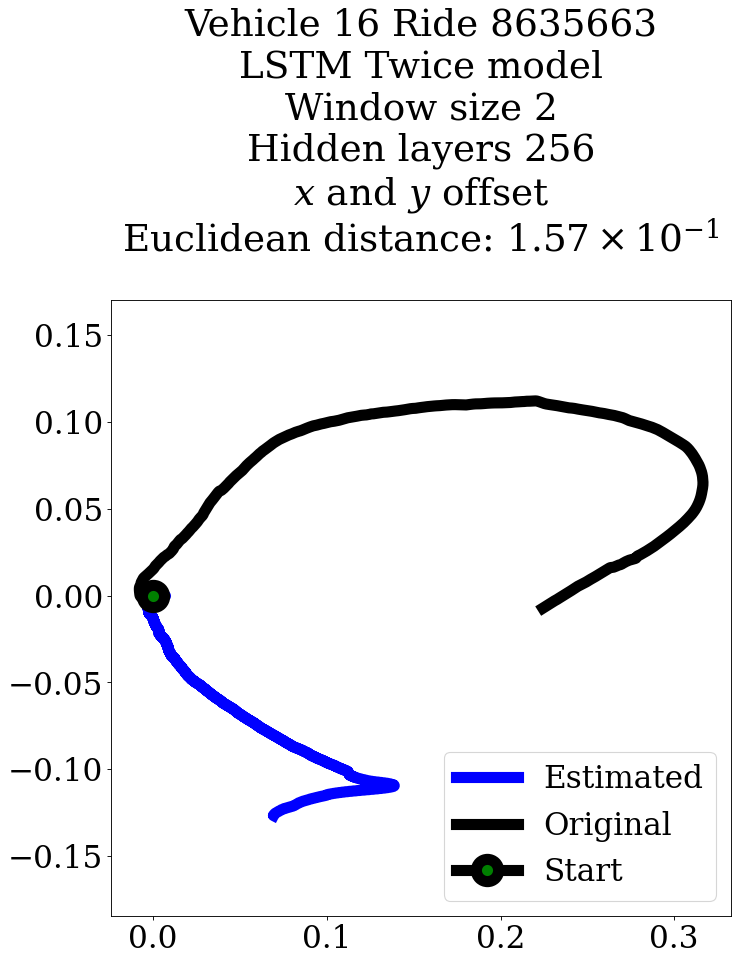 Vehicle 16 Ride 8635663
LSTM Twice model
Window size 2
Hidden layers 256
x and y offset
Euclidean distance: 1.57 × 10⁻¹
0.15
0.10
0.05
0.00
−0.05
−0.10
−0.15
Estimated
Original
Start
0.0 0.1 0.2 0.3